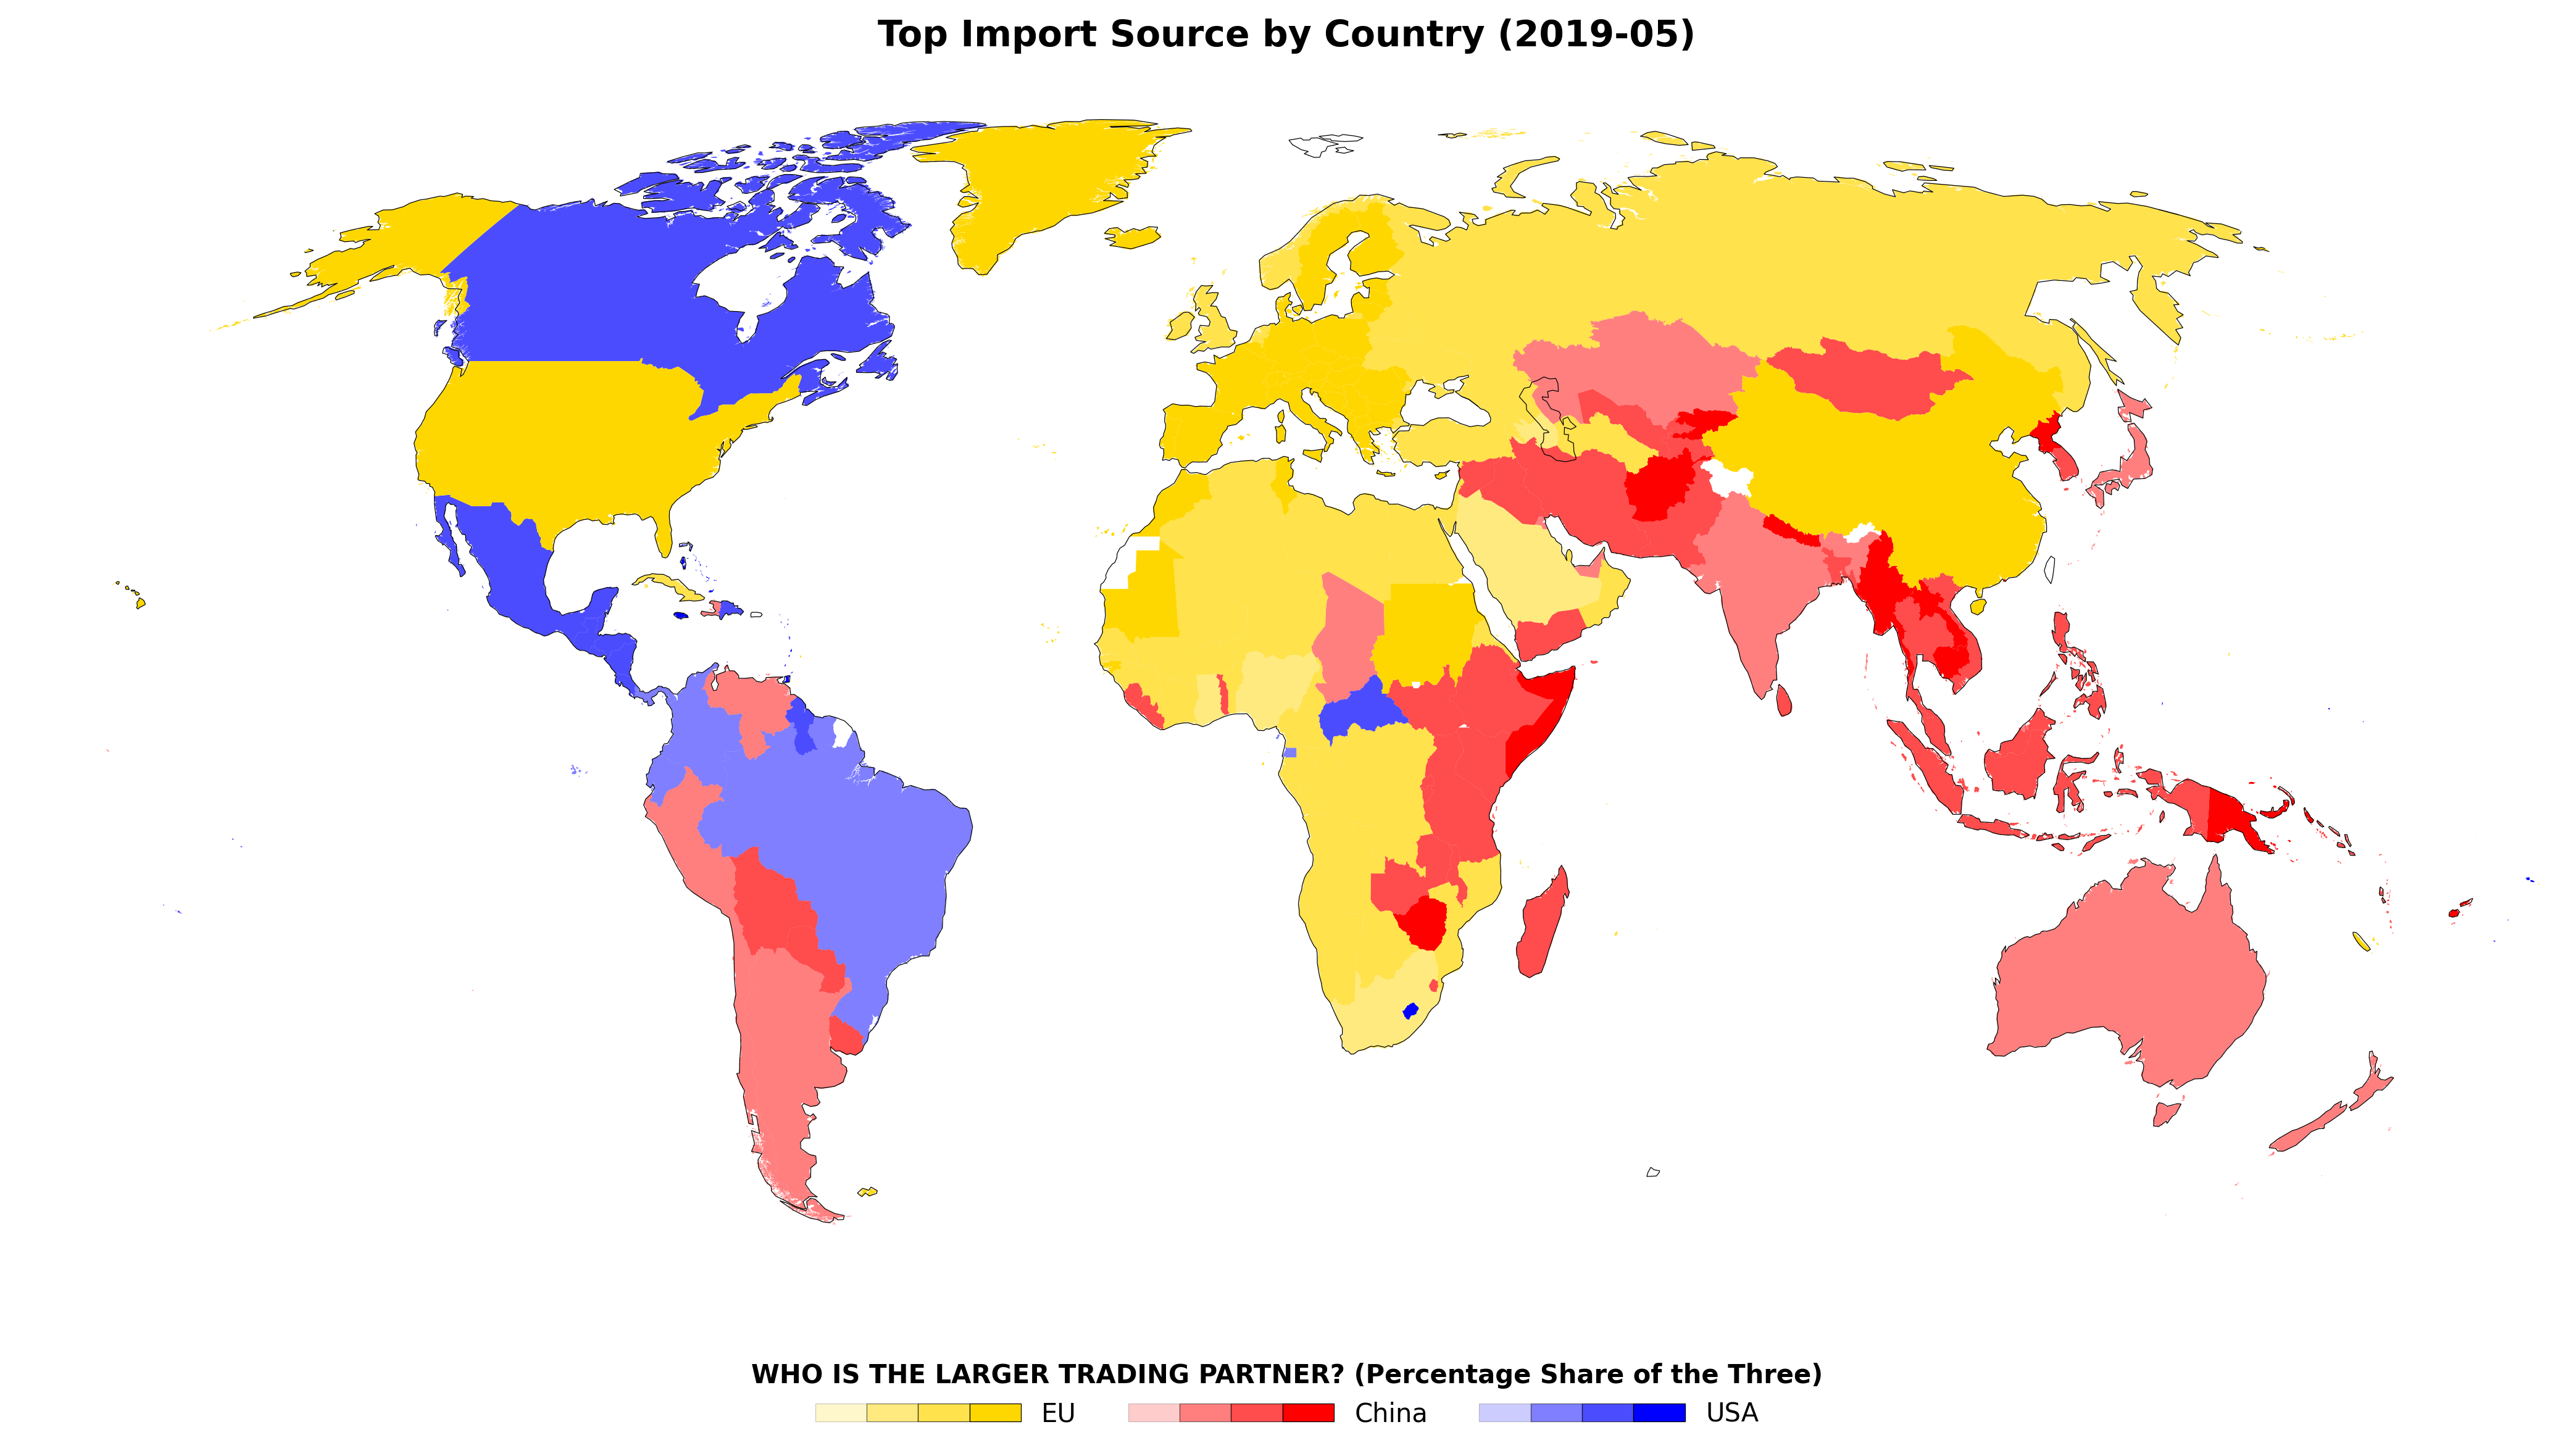 Top Import Source by Country (2019-05)
WHO IS THE LARGER TRADING PARTNER? (Percentage Share of the Three)
EU China USA